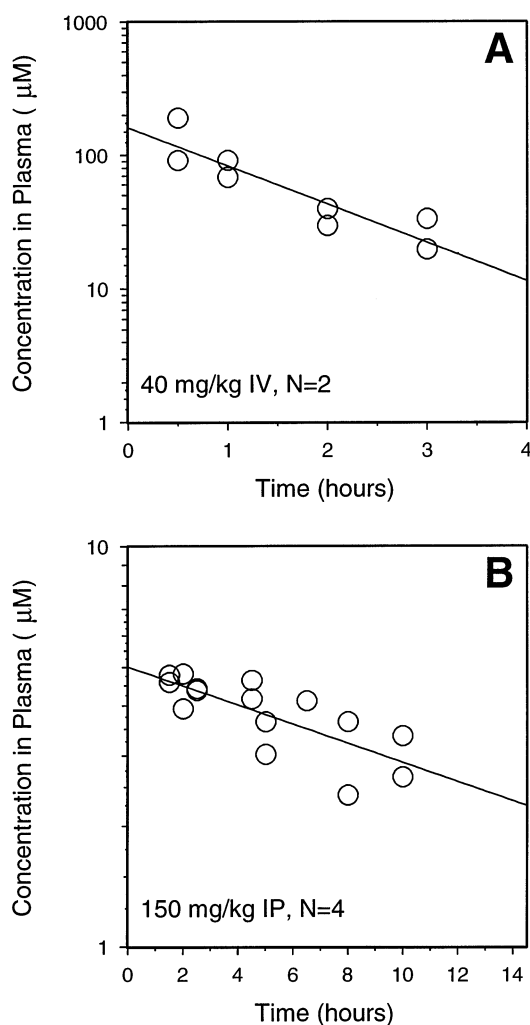 A
1000
100
10
1
Concentration in Plasma ( μM)
40 mg/kg IV, N=2
0 1 2 3 4
Time (hours)
B
10
1
Concentration in Plasma ( μM)
150 mg/kg IP, N=4
0 2 4 6 8 10 12 14
Time (hours)